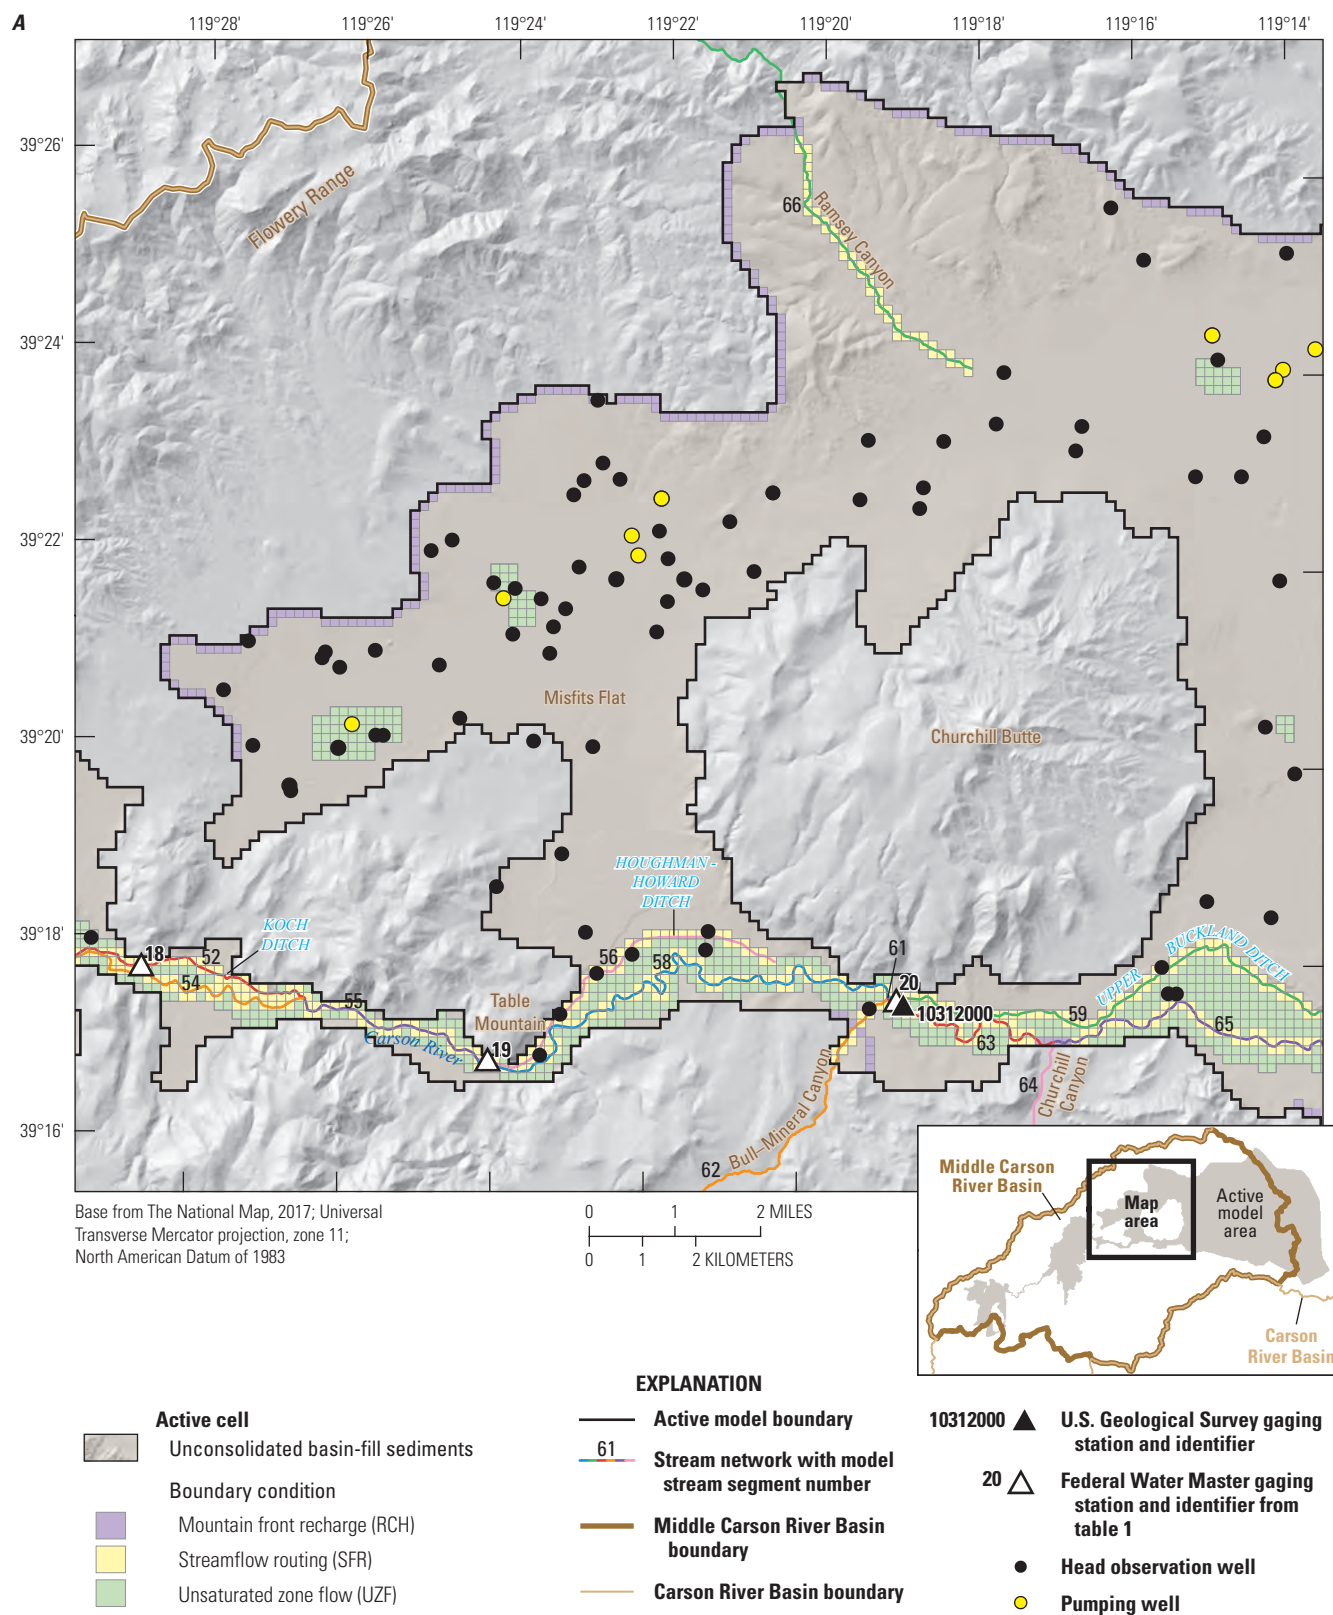 A
119°28' 119°26' 119°24' 119°22' 119°20' 119°18' 119°16' 119°14'
39°26'
39°24'
39°22'
39°20'
39°18'
39°16'
Flowery Range
66
Ramsey Canyon
Misfits Flat
Churchill Butte
HOUGHMAN -
HOWARD
DITCH
KOCH
DITCH
18
52
54
55
56
58
61
20
10312000
UPPER BUCKLAND DITCH
59
65
63
64
Churchill
Canyon
Table
Mountain
19
Carson River
Bull–Mineral Canyon
62
Base from The National Map, 2017; Universal
Transverse Mercator projection, zone 11;
North American Datum of 1983
0 1 2 MILES
0 1 2 KILOMETERS
Middle Carson
River Basin
Map
area
Active
model
area
Carson
River Basin
EXPLANATION
Active cell
Unconsolidated basin-fill sediments
Boundary condition
Mountain front recharge (RCH)
Streamflow routing (SFR)
Unsaturated zone flow (UZF)
Active model boundary
61 Stream network with model
stream segment number
Middle Carson River Basin
boundary
Carson River Basin boundary
10312000 U.S. Geological Survey gaging
station and identifier
20 Federal Water Master gaging
station and identifier from
table 1
Head observation well
Pumping well